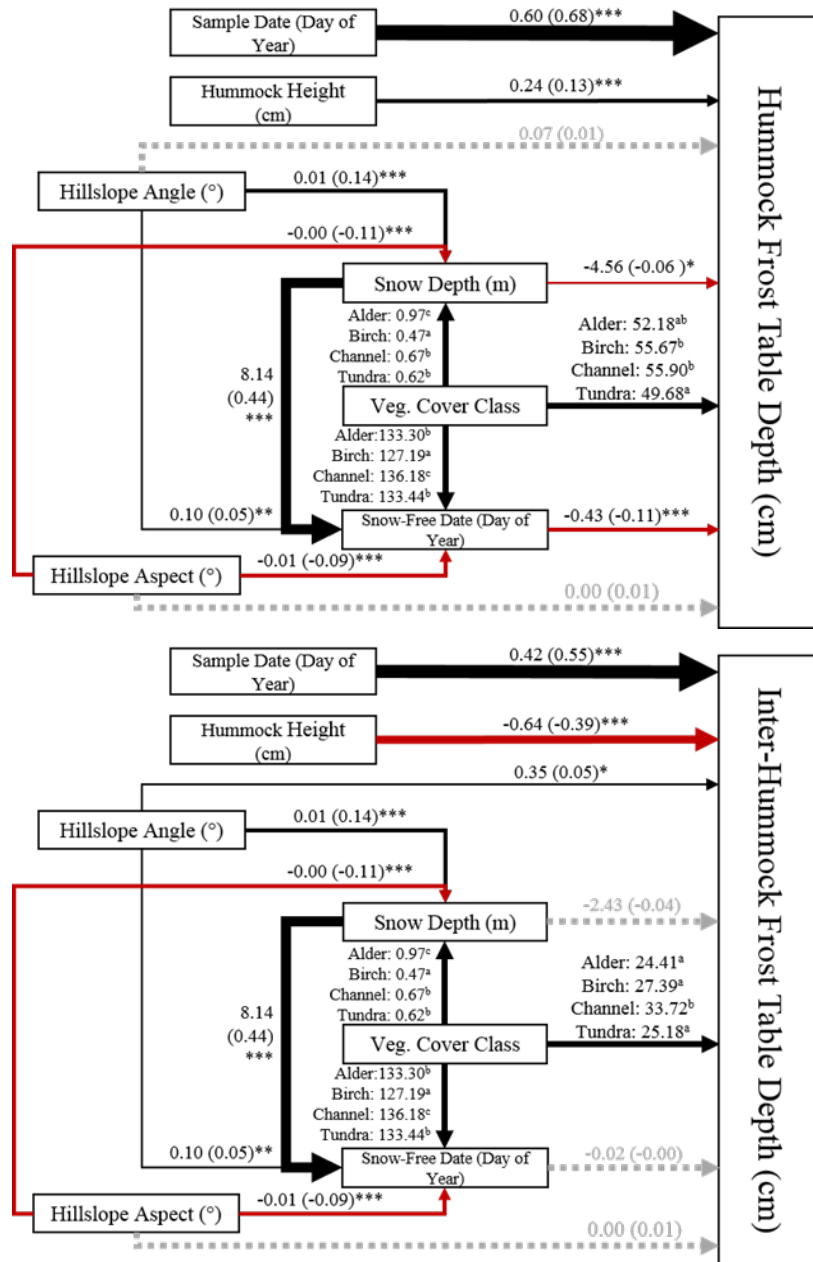 0.60 (0.68)***
Sample Date (Day of
Year)
0.24 (0.13)***
Hummock Height
(cm)
0.07 (0.01)
Hillslope Angle (°)
0.01 (0.14)***
-0.00 (-0.11)***
Snow Depth (m)
-4.56 (-0.06 )*
Alder: 0.97ᶜ
Birch: 0.47ᵃ
Channel: 0.67ᵇ
Tundra: 0.62ᵇ
Alder: 52.18ᵃᵇ
Birch: 55.67ᵇ
Channel: 55.90ᵇ
Tundra: 49.68ᵃ
8.14
(0.44)
***
Veg. Cover Class
Alder:133.30ᵇ
Birch: 127.19ᵃ
Channel: 136.18ᶜ
Tundra: 133.44ᵇ
0.10 (0.05)**
Snow-Free Date (Day of
Year)
-0.43 (-0.11)***
-0.01 (-0.09)***
Hillslope Aspect (°)
0.00 (0.01)
Hummock Frost Table Depth (cm)
0.42 (0.55)***
Sample Date (Day of
Year)
-0.64 (-0.39)***
Hummock Height
(cm)
0.35 (0.05)*
Hillslope Angle (°)
0.01 (0.14)***
-0.00 (-0.11)***
Snow Depth (m)
-2.43 (-0.04)
Alder: 0.97ᶜ
Birch: 0.47ᵃ
Channel: 0.67ᵇ
Tundra: 0.62ᵇ
Alder: 24.41ᵃ
Birch: 27.39ᵃ
Channel: 33.72ᵇ
Tundra: 25.18ᵃ
8.14
(0.44)
***
Veg. Cover Class
Alder:133.30ᵇ
Birch: 127.19ᵃ
Channel: 136.18ᶜ
Tundra: 133.44ᵇ
0.10 (0.05)**
Snow-Free Date (Day of
Year)
-0.02 (-0.00)
-0.01 (-0.09)***
Hillslope Aspect (°)
0.00 (0.01)
Inter-Hummock Frost Table Depth (cm)